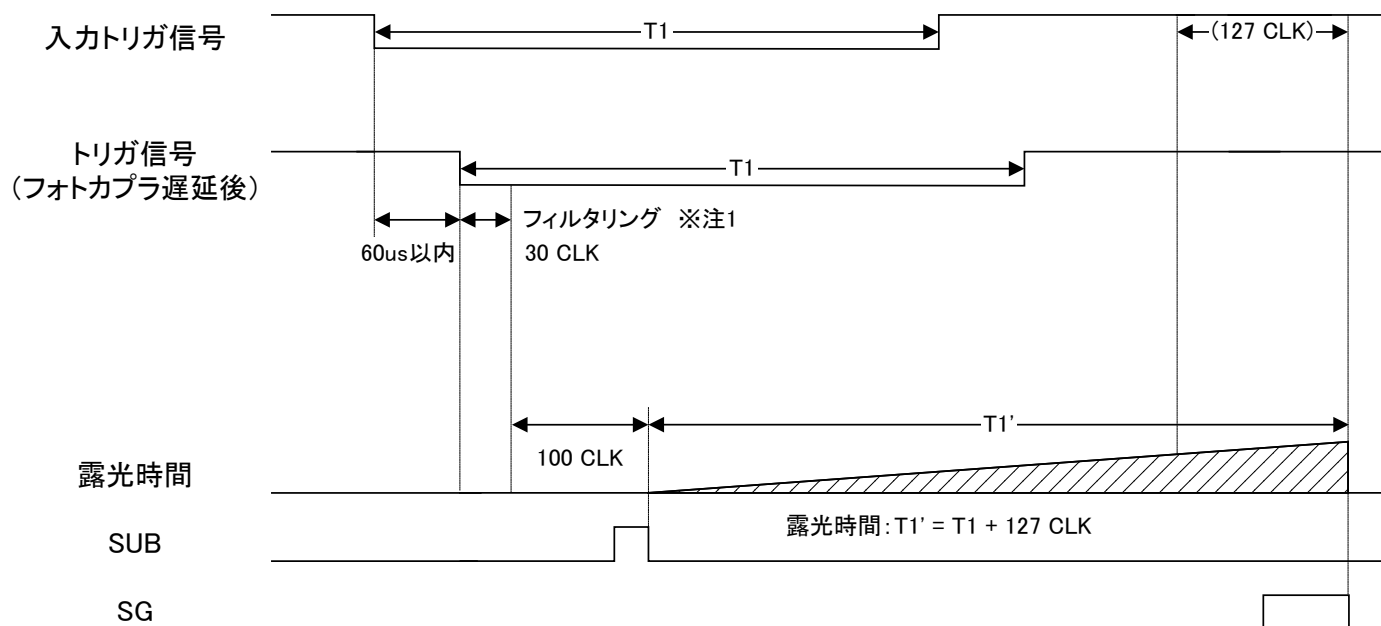 入力トリガ信号
T1
(127 CLK)
トリガ信号
(フォトカプラ遅延後)
T1
フィルタリング ※注1
60us以内
30 CLK
T1'
100 CLK
露光時間
露光時間:T1' = T1 + 127 CLK
SUB
SG